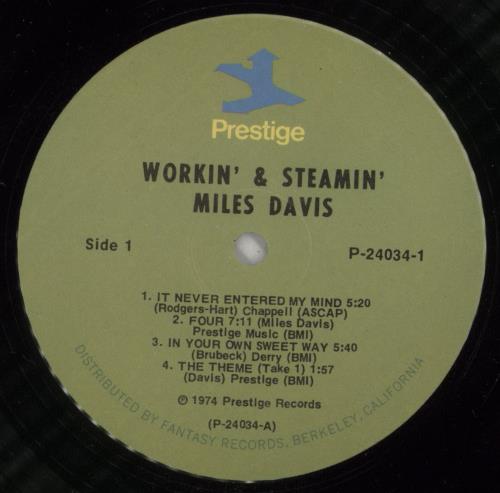 Prestige
WORKIN' & STEAMIN'
MILES DAVIS
Side 1
P-24034-1
1. IT NEVER ENTERED MY MIND 5:20
(Rodgers-Hart) Chappell (ASCAP)
2. FOUR 7:11 (Miles Davis)
Prestige Music (BMI)
3. IN YOUR OWN SWEET WAY 5:40
(Brubeck) Derry (BMI)
4. THE THEME (Take 1) 1:57
(Davis) Prestige (BMI)
℗ 1974 Prestige Records
(P-24034-A)
DISTRIBUTED BY FANTASY RECORDS, BERKELEY, CALIFORNIA